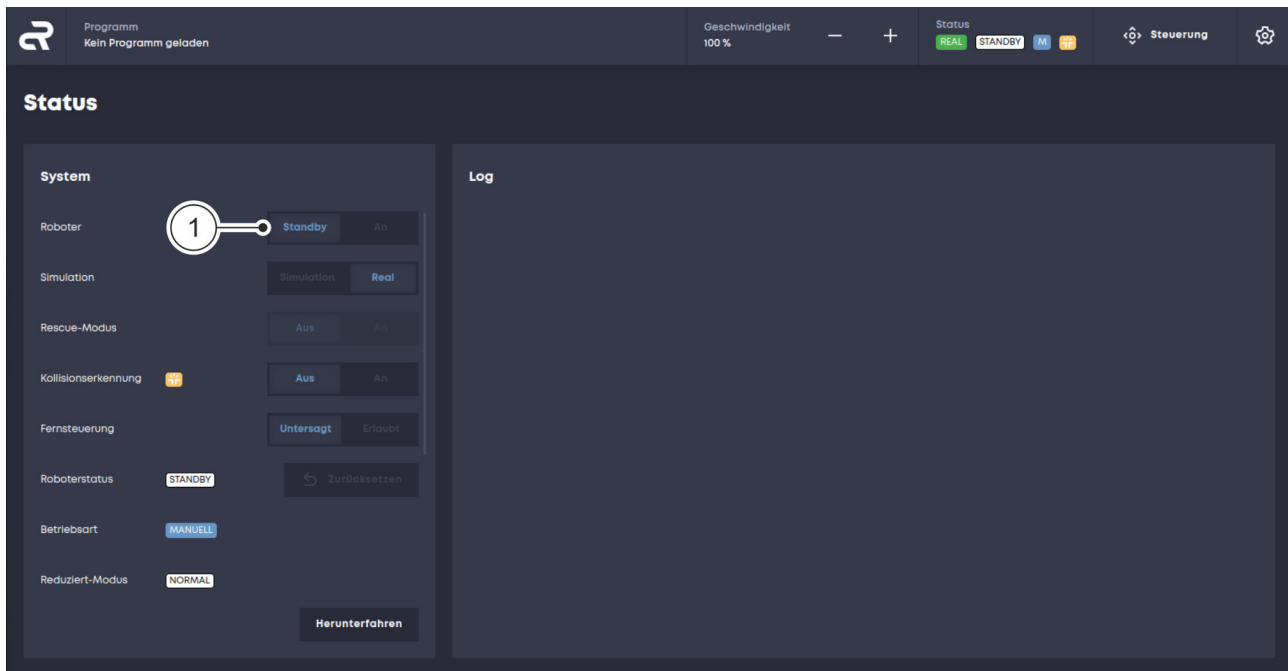 Programm
Kein Programm geladen
Geschwindigkeit
100 %
Status
REAL STANDBY M
Steuerung
Status
System
Log
Roboter 1 Standby An
Simulation Simulation Real
Rescue-Modus Aus An
Kollisionserkennung Aus An
Fernsteuerung Untersagt Erlaubt
Roboterstatus STANDBY Zurücksetzen
Betriebsart MANUELL
Reduziert-Modus NORMAL
Herunterfahren